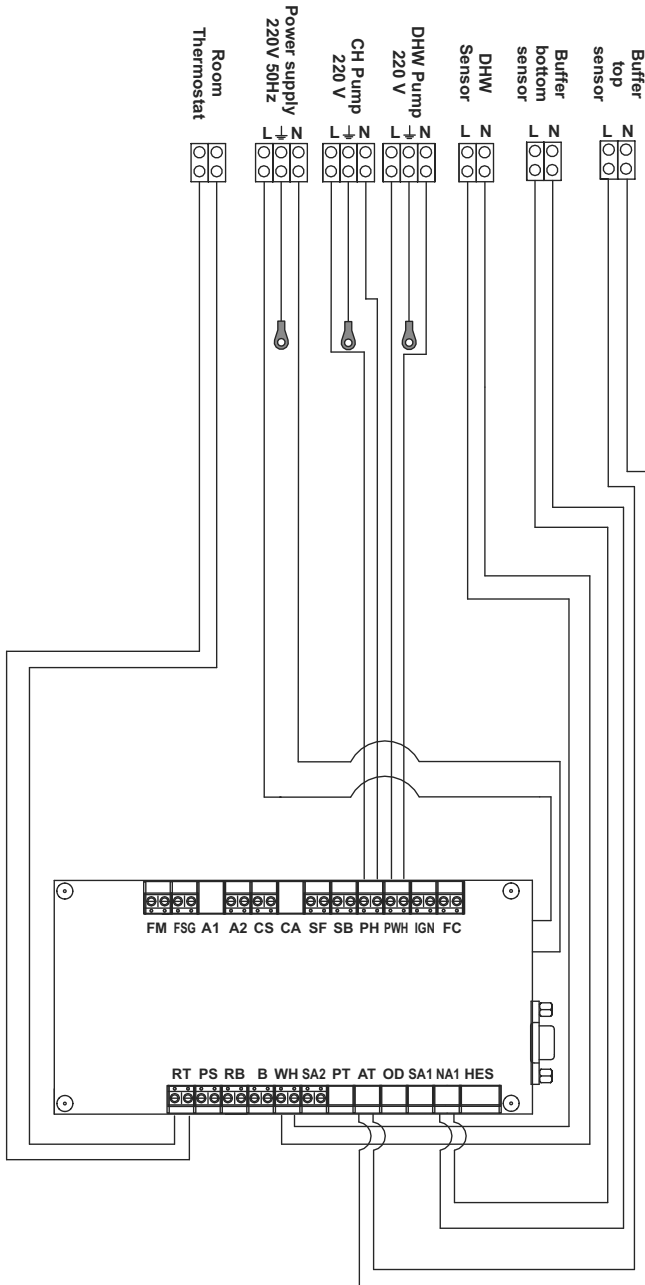 Room
Thermostat
Power supply
220V 50Hz
CH Pump
220 V
DHW Pump
220 V
DHW
Sensor
Buffer
bottom
sensor
Buffer
top
sensor
L N L N L N L N L N L N
FM FSG A1 A2 CS CA SF SB PH PWH IGN FC
RT PS RB B WH SA2 PT AT OD SA1 NA1 HES